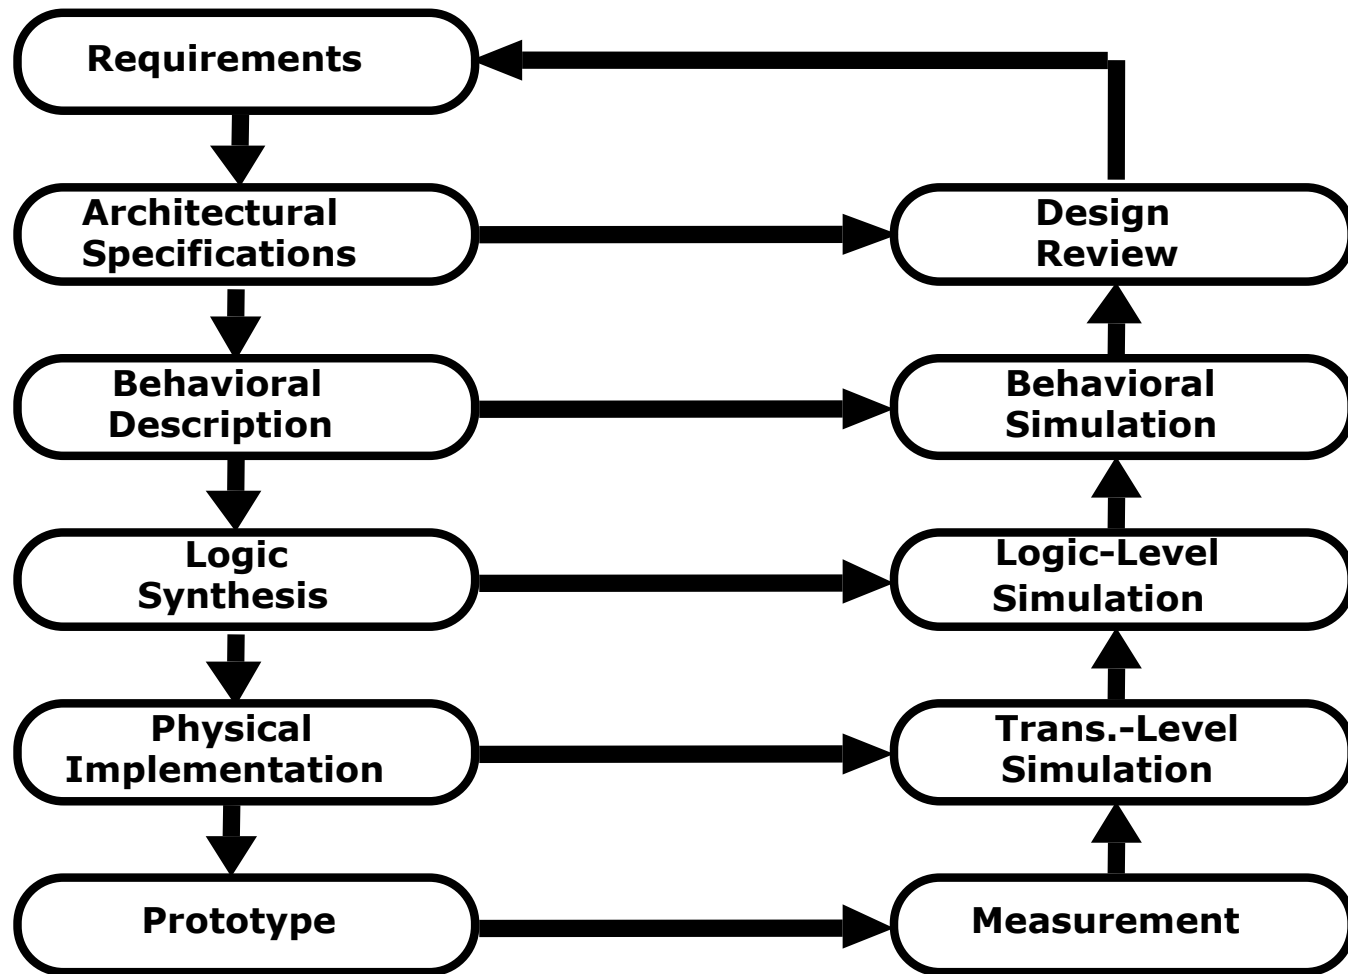 Requirements
Architectural
Specifications
Design
Review
Behavioral
Description
Behavioral
Simulation
Logic
Synthesis
Logic-Level
Simulation
Physical
Implementation
Trans.-Level
Simulation
Prototype
Measurement